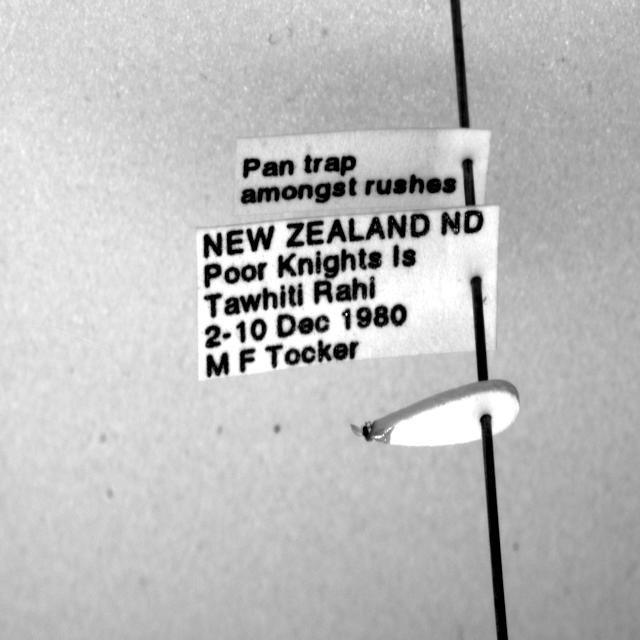 Pan trap
amongst rushes
NEW ZEALAND ND
Poor Knights Is
Tawhiti Rahi
2-10 Dec 1980
M F Tocker